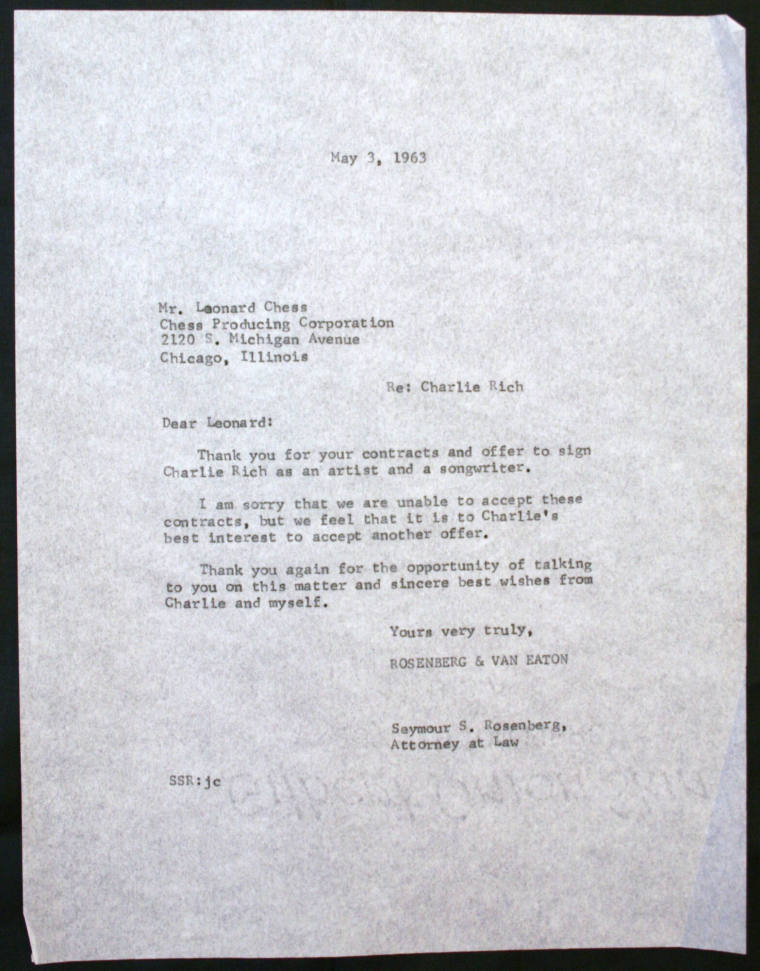 May 3, 1963
Mr. Leonard Chess
Chess Producing Corporation
2120 S. Michigan Avenue
Chicago, Illinois
Re: Charlie Rich
Dear Leonard:
Thank you for your contracts and offer to sign
Charlie Rich as an artist and a songwriter.
I am sorry that we are unable to accept these
contracts, but we feel that it is to Charlie's
best interest to accept another offer.
Thank you again for the opportunity of talking
to you on this matter and sincere best wishes from
Charlie and myself.
Yours very truly,
ROSENBERG & VAN EATON
Seymour S. Rosenberg,
Attorney at Law
SSR:jc